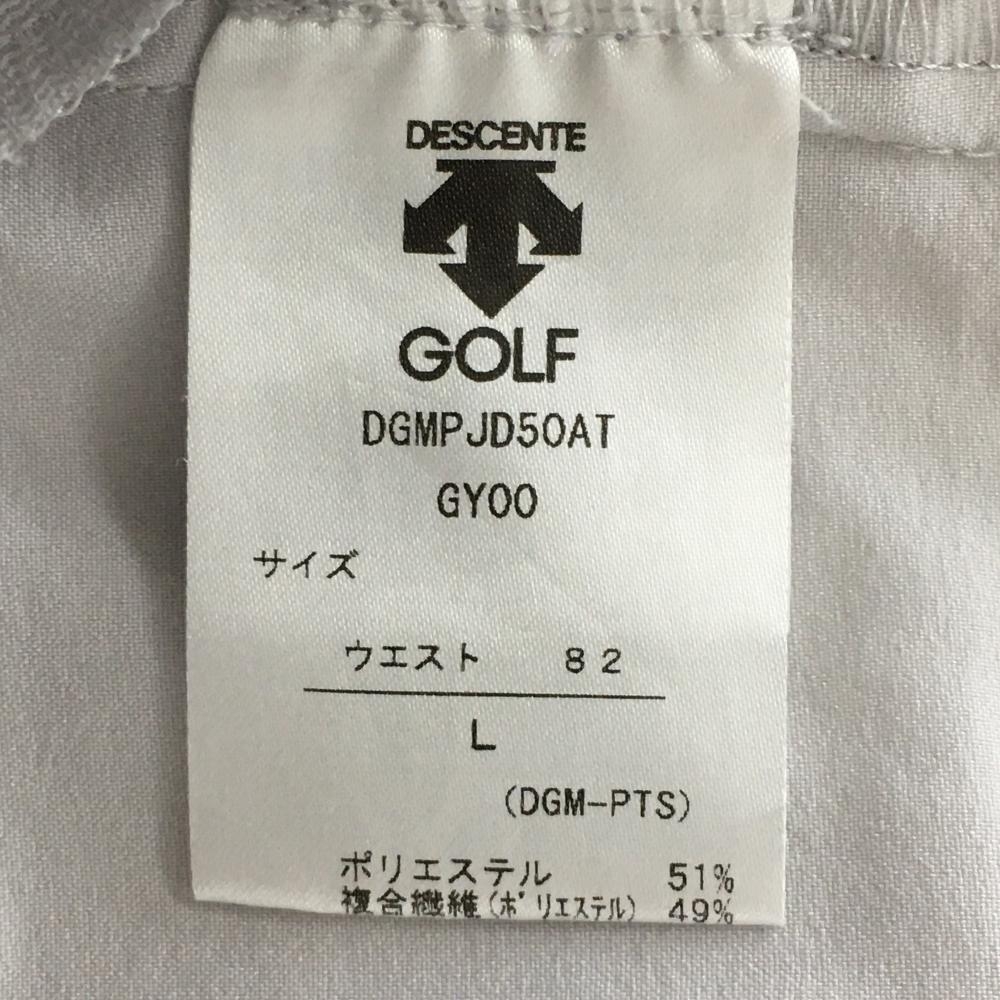 DESCENTE
GOLF
DGMPJD50AT
GY00
サイズ
ウエスト 82
L
(DGM-PTS)
ポリエステル 51%
複合繊維(ポリエステル) 49%